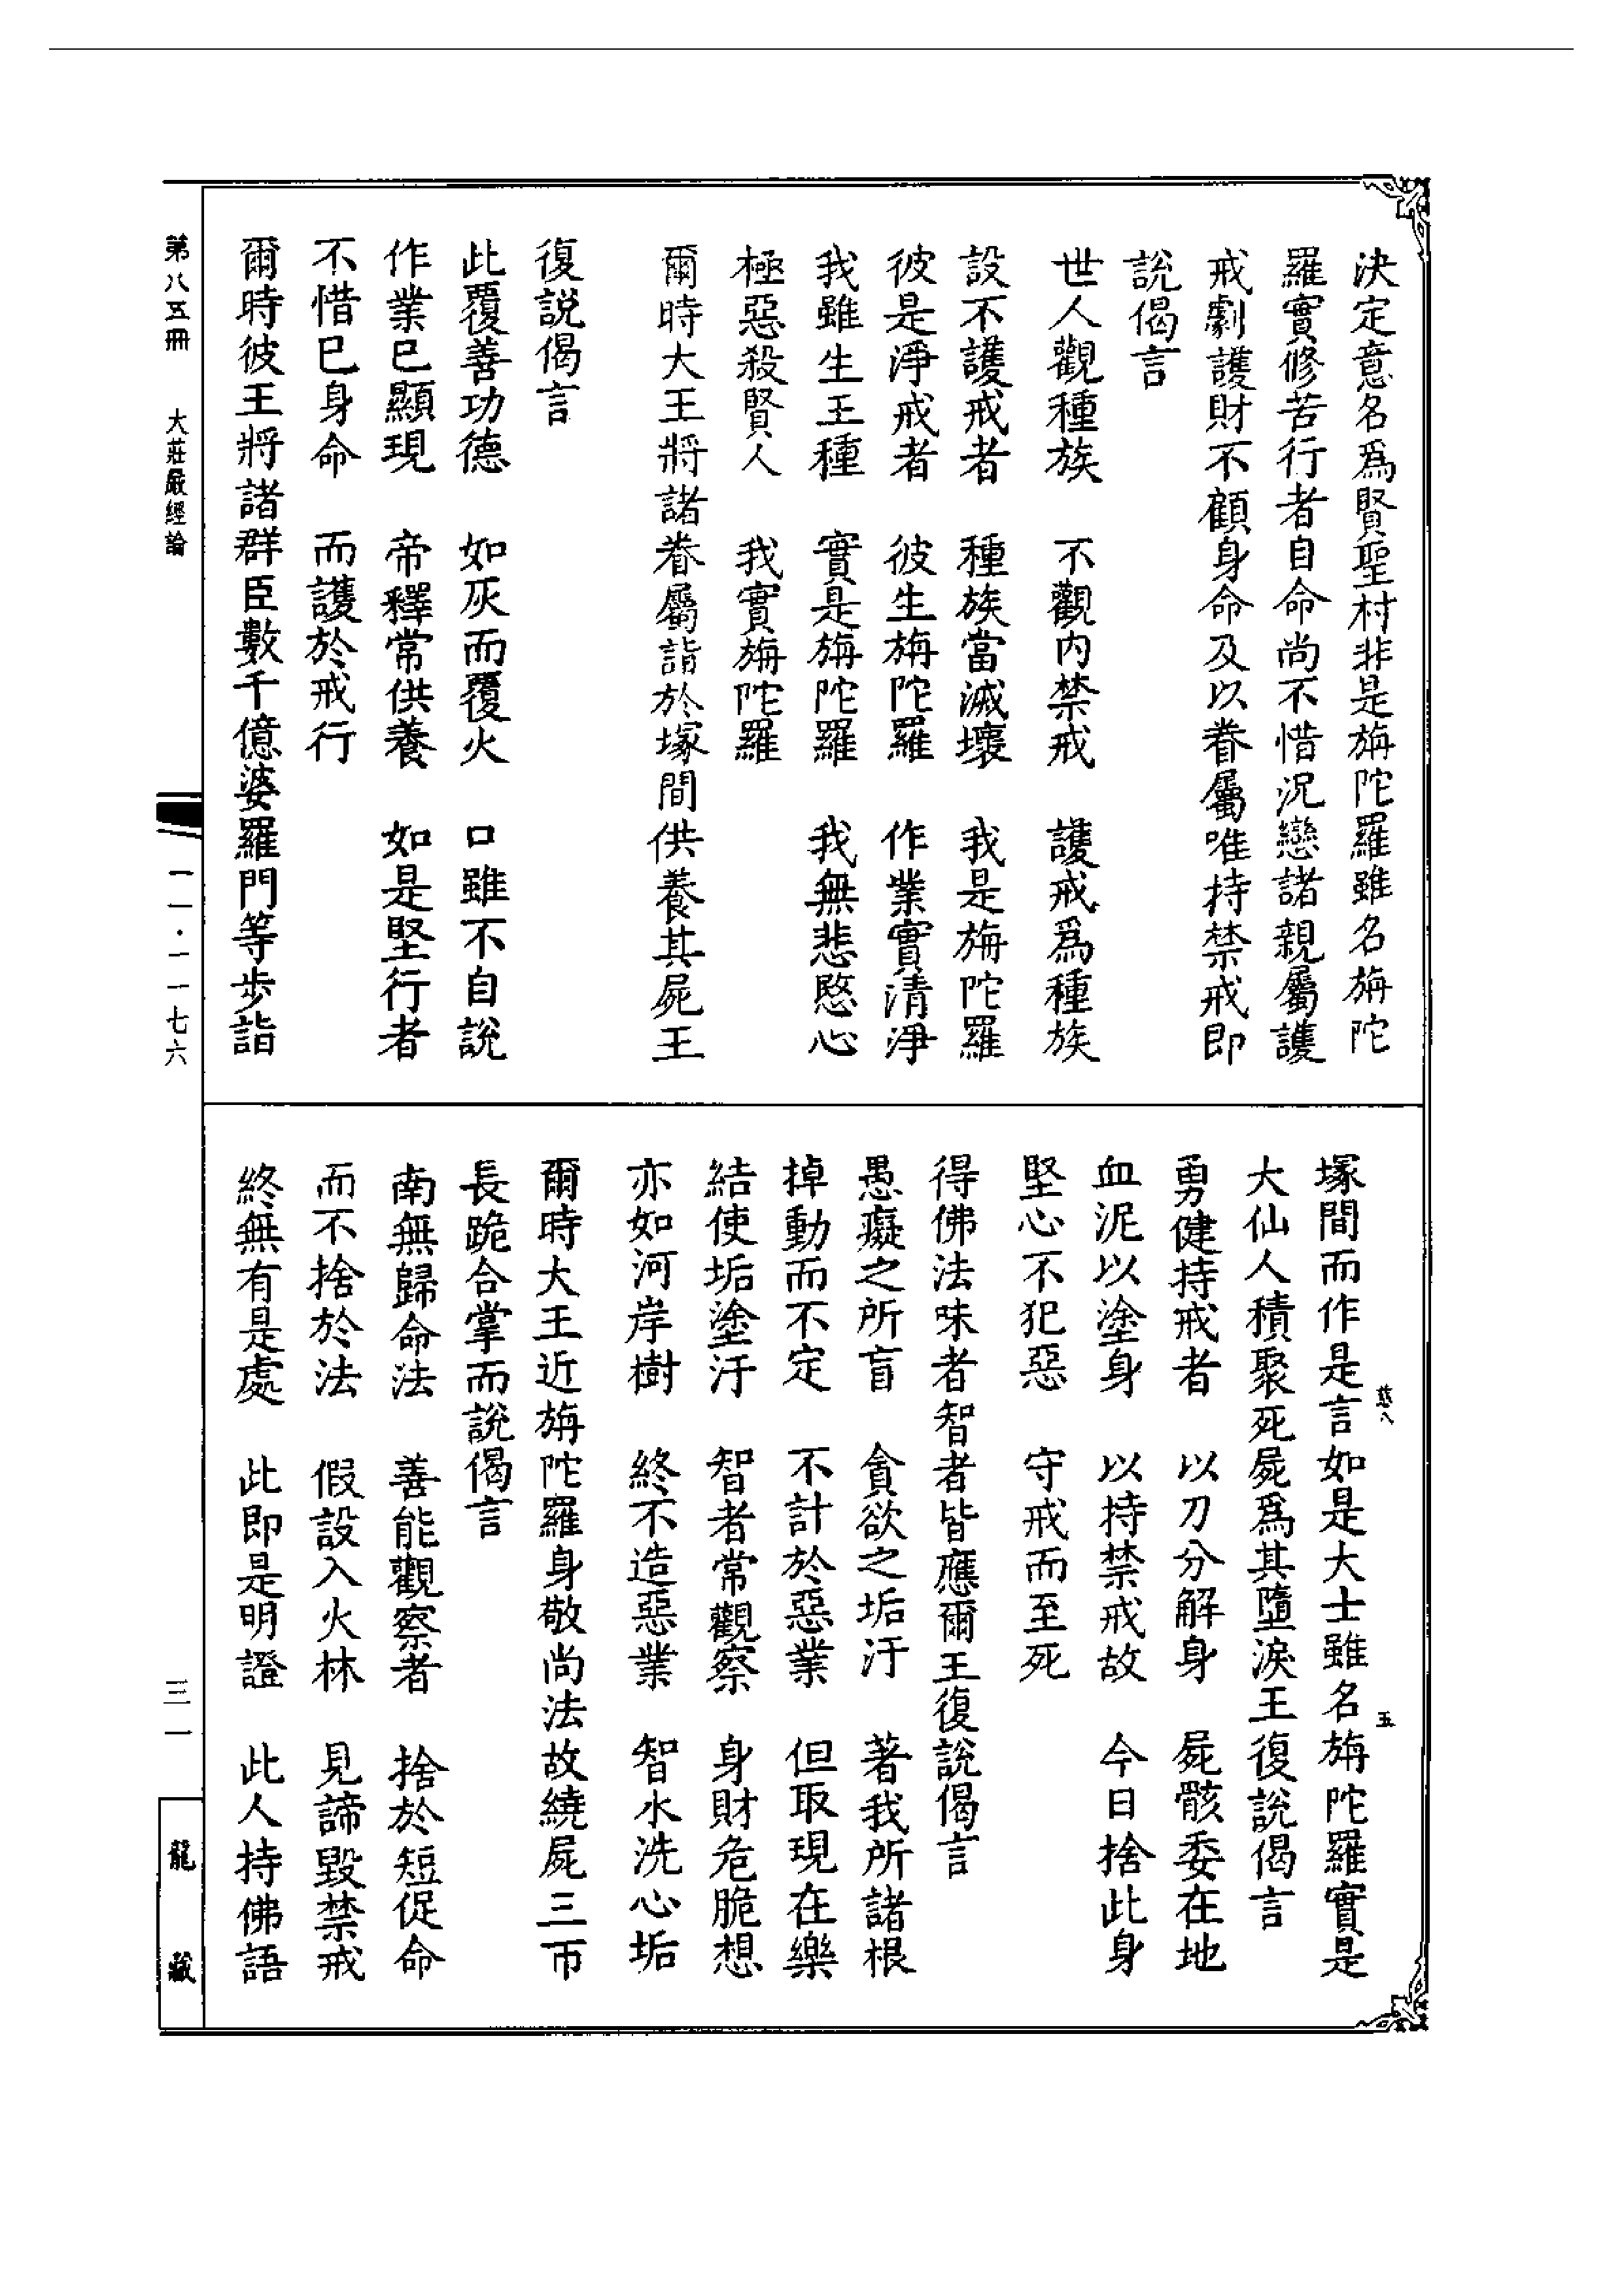 決定意名爲賢聖村非是旃陀羅雖名旃陀
羅實修苦行者自命尚不惜況戀諸親屬護
戒劇護財不顧身命及以眷屬唯持禁戒即
說偈言
世人觀種族　不觀内禁戒　護戒爲種族
設不護戒者　種族當滅壞　我是旃陀羅
彼是淨戒者　彼生旃陀羅　作業實清淨
我雖生王種　實是旃陀羅　我無悲愍心
極惡殺賢人　我實旃陀羅
爾時大王將諸眷屬詣於塚間供養其屍王
復説偈言
此覆善功德　如灰而覆火　口雖不自說
作業已顯現　帝釋常供養　如是堅行者
不惜已身命　而護於戒行
爾時彼王將諸群臣數千億婆羅門等步詣
塚間而作是言如是大士雖名旃陀羅實是
大仙人積聚死屍爲其墮淚王復說偈言
勇健持戒者　以刀分解身　屍骸委在地
血泥以塗身　以持禁戒故　今日捨此身
堅心不犯惡　守戒而至死
得佛法味者智者皆應爾王復說偈言
愚癡之所盲　貪欲之垢汙　著我所諸根
掉動而不定　不計於惡業　但取現在樂
結使垢塗汙　智者常觀察　身財危脆想
亦如河岸樹　終不造惡業　智水洗心垢
爾時大王近旃陀羅身敬尚法故繞屍三帀
長跪合掌而說偈言
南無歸命法　善能觀察者　捨於短促命
而不捨於法　假設入火林　見諦毀禁戒
終無有是處　此即是明證　此人持佛語
慈八
五
第八五冊　大莊嚴經論
一一·一一七六
三一
龍藏